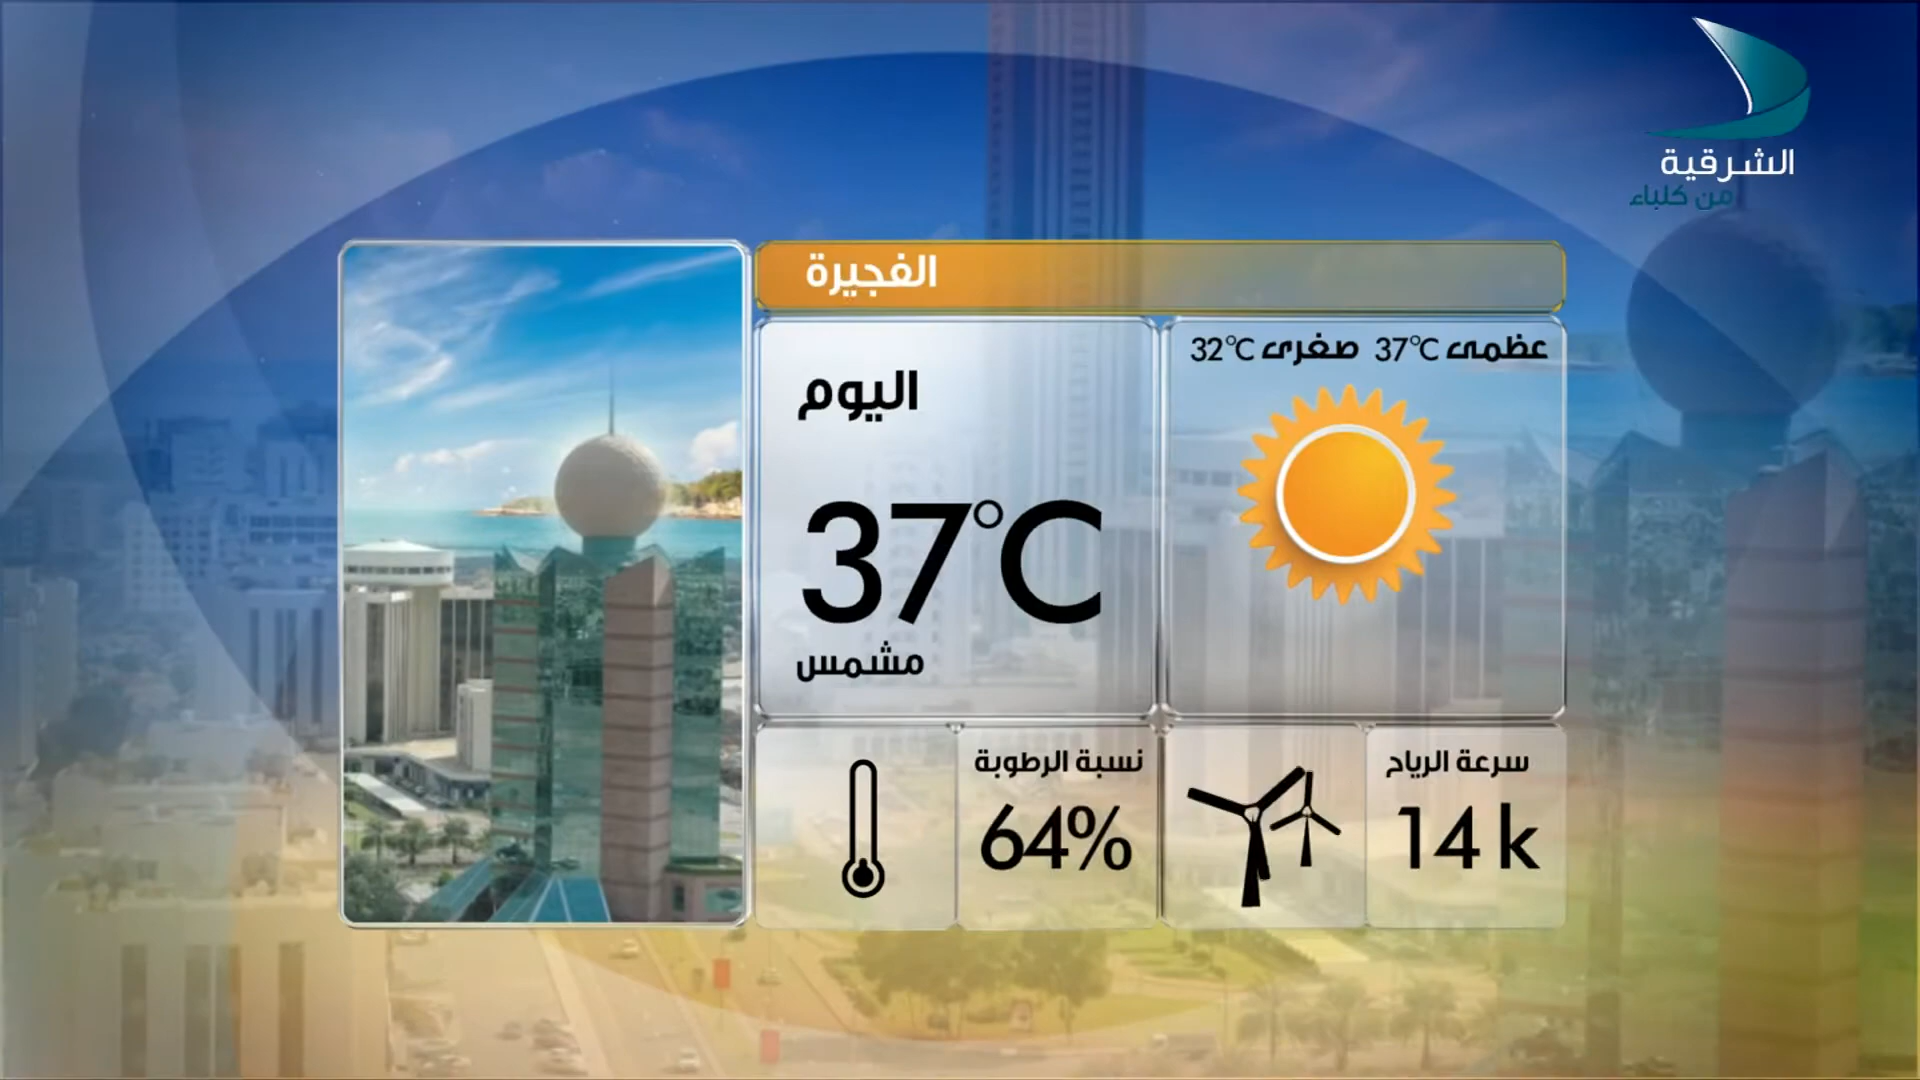 الشرقية
من كلباء
الفجيرة
عظمى 37°C صغرى 32°C
اليوم
37°C
مشمس
سرعة الرياح
14 k
نسبة الرطوبة
64%